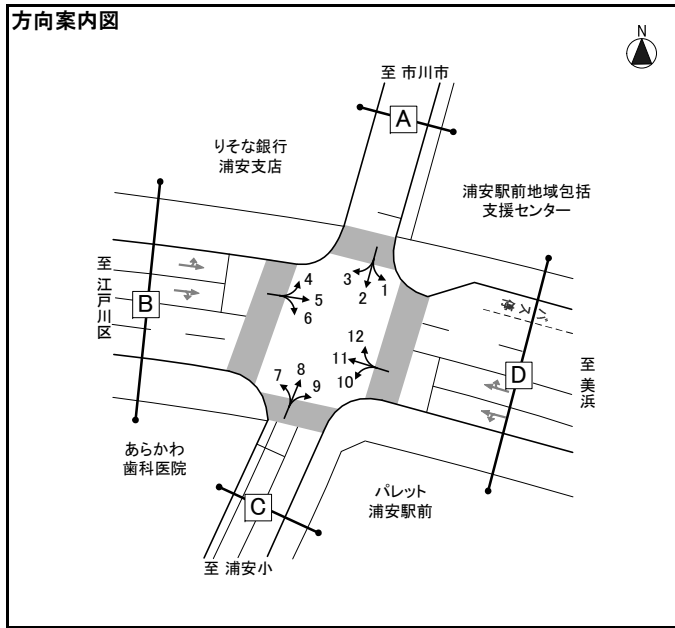 方向案内図
N
至 市川市
A
りそな銀行
浦安支店
浦安駅前地域包括
支援センター
至 江戸川区
B
3
2
1
4
5
6
バス停
12
11
10
D
至 美浜
7
8
9
あらかわ
歯科医院
C
パレット
浦安駅前
至 浦安小